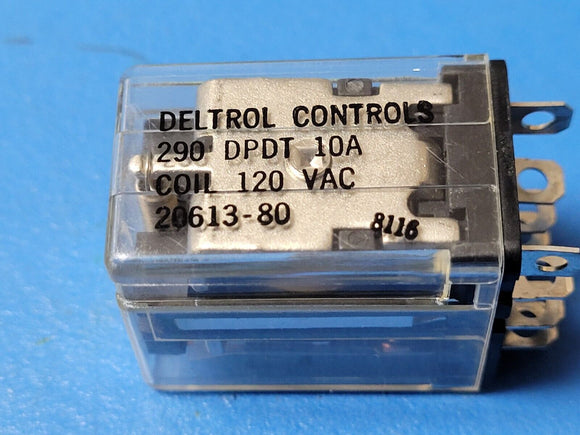 DELTROL CONTROLS
290 DPDT 10A
COIL 120 VAC
20613-80
8116